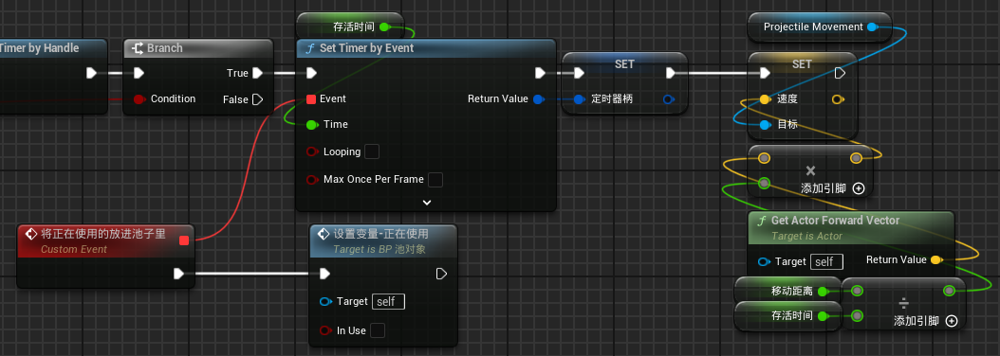 存活时间
Projectile Movement
Timer by Handle
Branch
Set Timer by Event
SET
SET
True
Condition
False
Event
Return Value
定时器柄
速度
Time
目标
Looping
Max Once Per Frame
×
添加引脚
将正在使用的放进池子里
Custom Event
设置变量-正在使用
Target is BP 池对象
Target
self
In Use
Get Actor Forward Vector
Target is Actor
Target
self
Return Value
移动距离
存活时间
÷
添加引脚